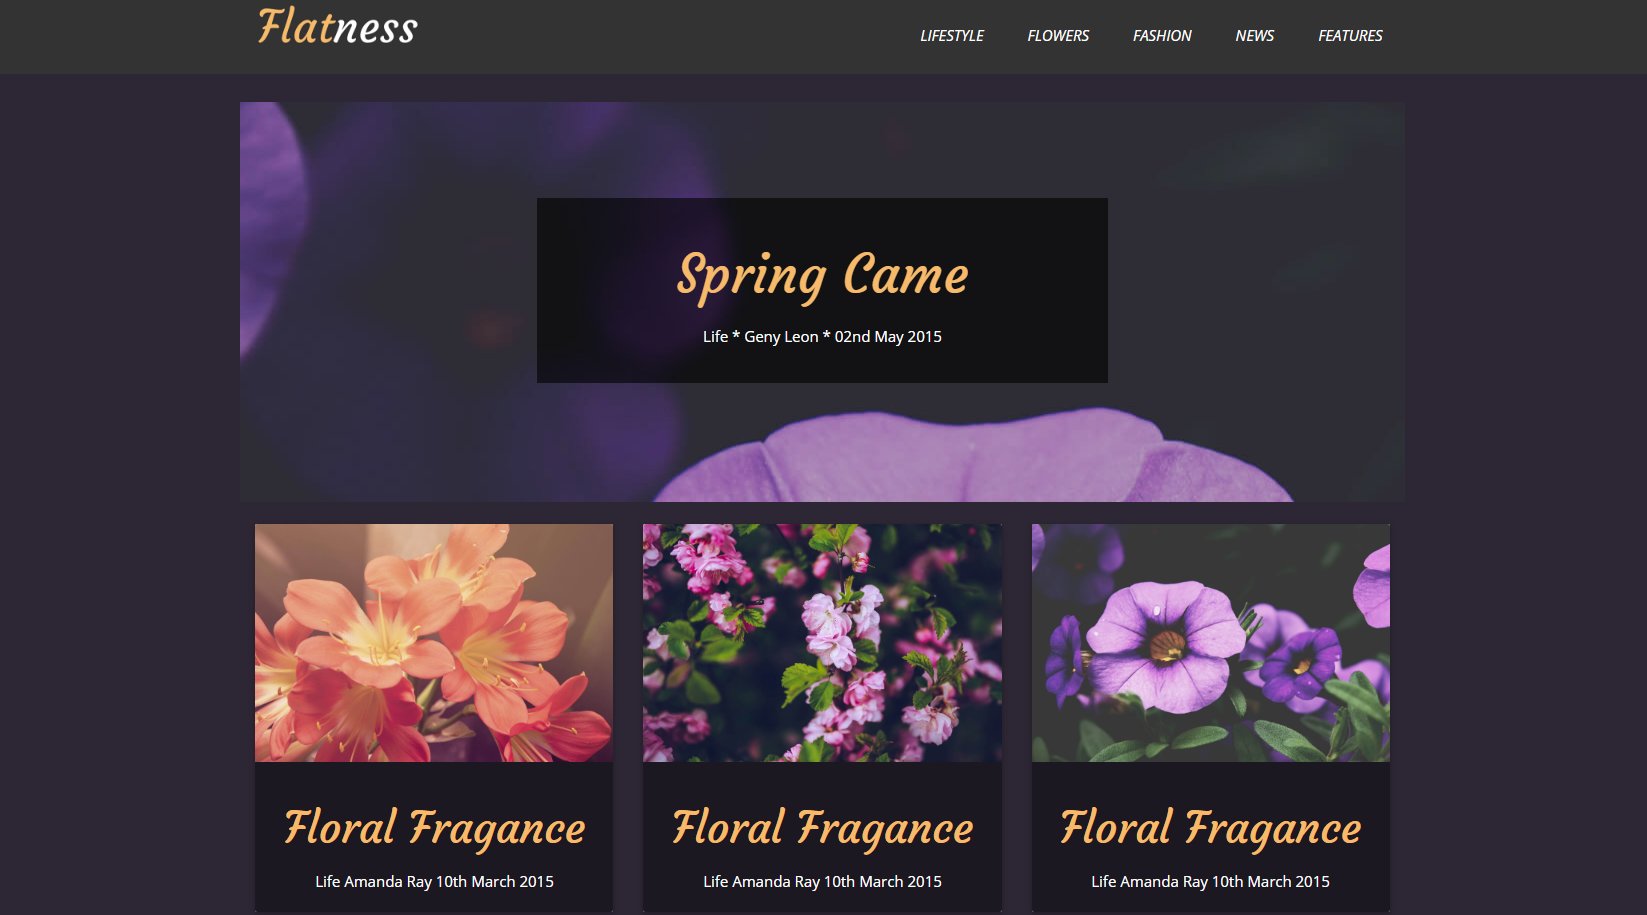 Flatness
LIFESTYLE FLOWERS FASHION NEWS FEATURES
Spring Came
Life * Geny Leon * 02nd May 2015
Floral Fragance
Life Amanda Ray 10th March 2015
Floral Fragance
Life Amanda Ray 10th March 2015
Floral Fragance
Life Amanda Ray 10th March 2015